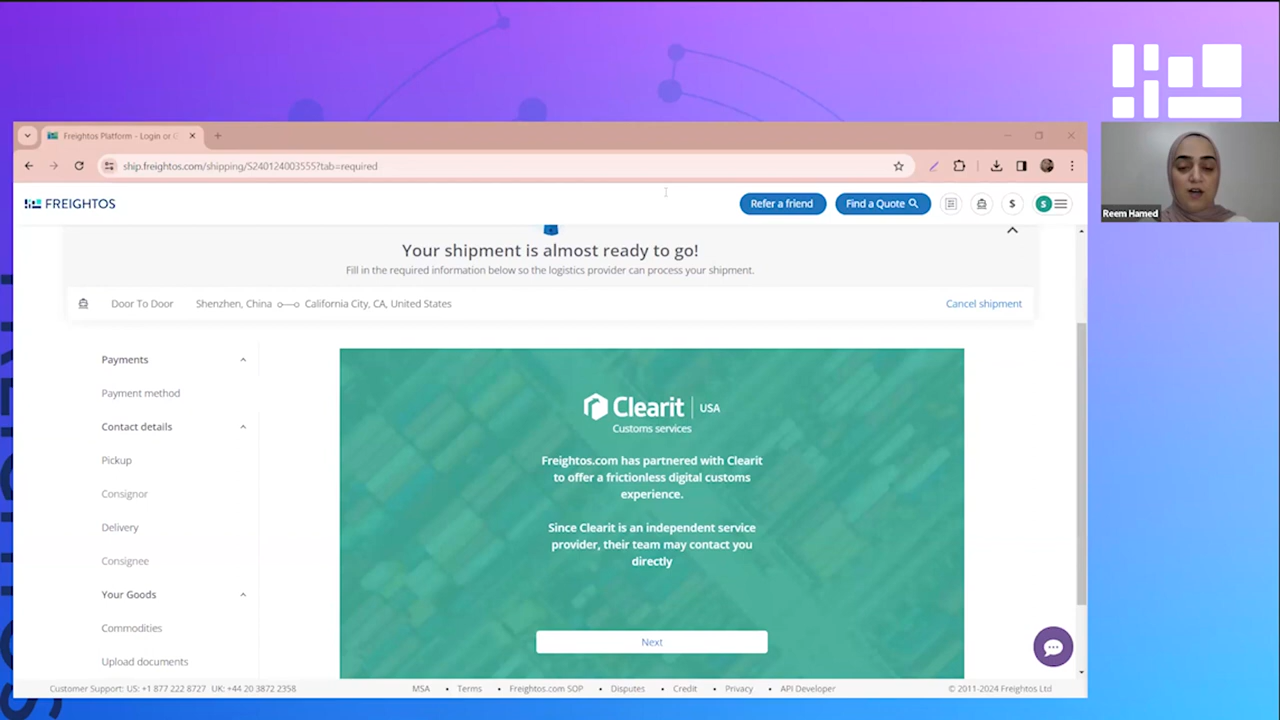 Freightos Platform - Login or C
ship.freightos.com/shipping/S240124003555?tab=required
FREIGHTOS
Refer a friend
Find a Quote
$
S
Reem Hamed
Your shipment is almost ready to go!
Fill in the required information below so the logistics provider can process your shipment.
Door To Door
Shenzhen, China
California City, CA, United States
Cancel shipment
Payments
Payment method
Contact details
Pickup
Consignor
Delivery
Consignee
Your Goods
Commodities
Upload documents
Clearit | USA
Customs services
Freightos.com has partnered with Clearit
to offer a frictionless digital customs
experience.
Since Clearit is an independent service
provider, their team may contact you
directly
Next
Customer Support: US: +1 877 222 8727 UK: +44 20 3872 2358
MSA • Terms • Freightos.com SOP • Disputes • Credit • Privacy • API Developer
© 2011-2024 Freightos Ltd